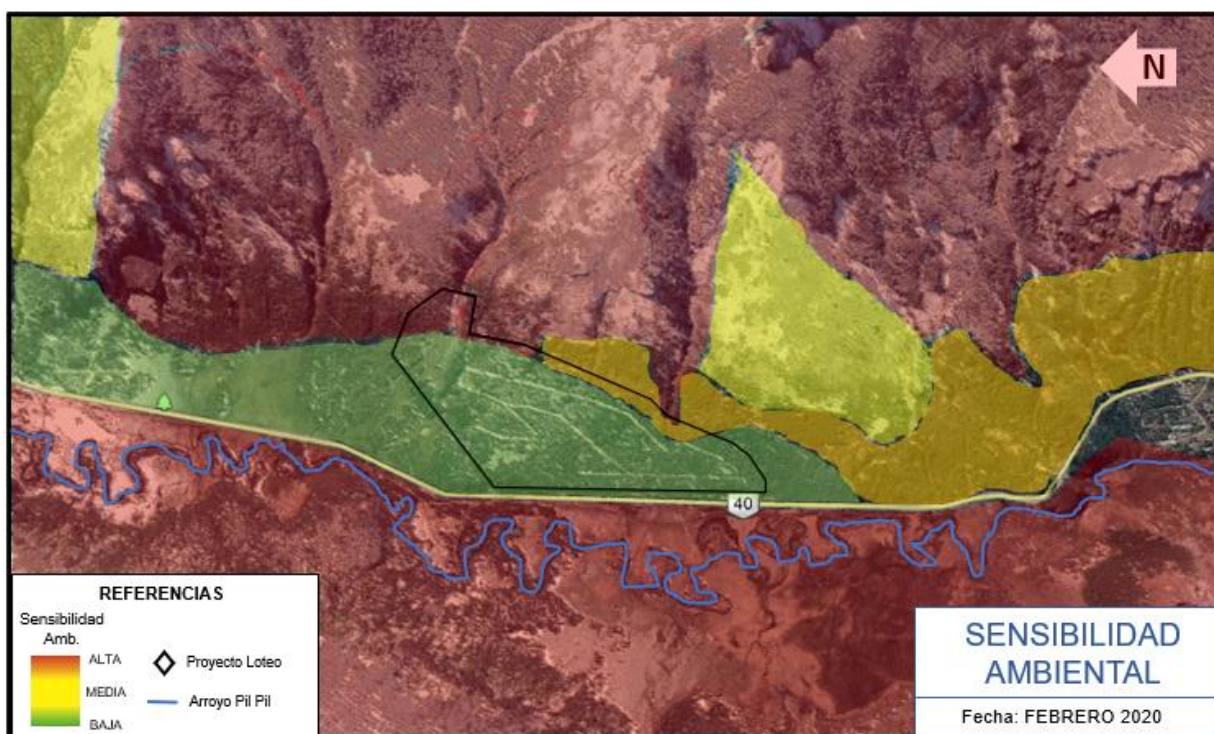 N
40
REFERENCIAS
Sensibilidad
Amb.
ALTA
MEDIA
BAJA
Proyecto Loteo
Arroyo Pil Pil
SENSIBILIDAD
AMBIENTAL
Fecha: FEBRERO 2020